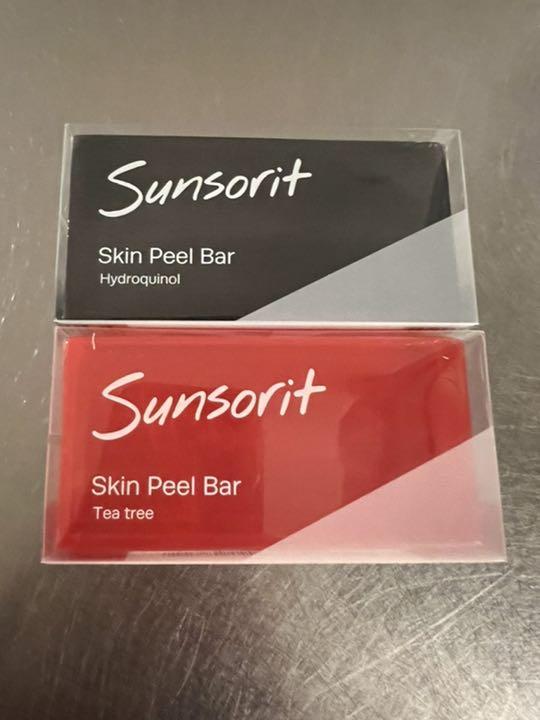 Sunsorit
Skin Peel Bar
Hydroquinol
Sunsorit
Skin Peel Bar
Tea tree